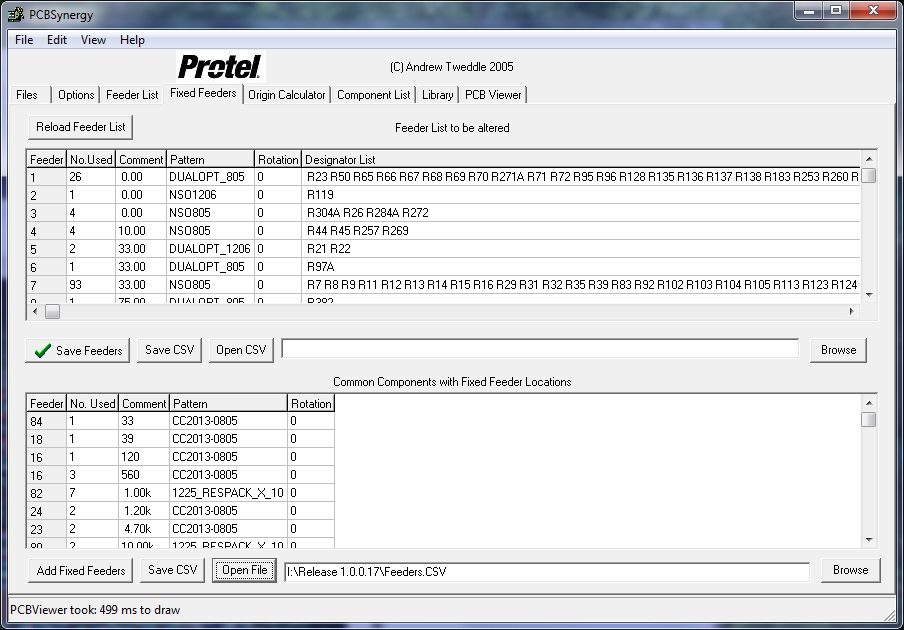 PCBSynergy
File Edit View Help
Protel
(C) Andrew Tweddle 2005
Files Options Feeder List Fixed Feeders Origin Calculator Component List Library PCB Viewer
Reload Feeder List
Feeder List to be altered
Feeder No.Used Comment Pattern Rotation Designator List
1 26 0.00 DUALOPT_805 0 R23 R50 R65 R66 R67 R68 R69 R70 R271A R71 R72 R95 R96 R128 R135 R136 R137 R138 R183 R253 R260 R
2 1 0.00 NSO1206 0 R119
3 4 0.00 NSO805 0 R304A R26 R284A R272
4 4 10.00 NSO805 0 R44 R45 R257 R269
5 2 33.00 DUALOPT_1206 0 R21 R22
6 1 33.00 DUALOPT_805 0 R97A
7 93 33.00 NSO805 0 R7 R8 R9 R11 R12 R13 R14 R15 R16 R29 R31 R32 R35 R39 R83 R92 R102 R103 R104 R105 R113 R123 R124
1 75.00 DUALOPT_805 0 R382
Save Feeders Save CSV Open CSV Browse
Common Components with Fixed Feeder Locations
Feeder No. Used Comment Pattern Rotation
84 1 33 CC2013-0805 0
18 1 39 CC2013-0805 0
16 1 120 CC2013-0805 0
16 3 560 CC2013-0805 0
82 7 1.00k 1225_RESPACK_X_10 0
24 2 1.20k CC2013-0805 0
23 2 4.70k CC2013-0805 0
2 10.00k 1225_RESPACK_X_10 0
Add Fixed Feeders Save CSV Open File I:\Release 1.0.0.17\Feeders.CSV Browse
PCBViewer took: 499 ms to draw